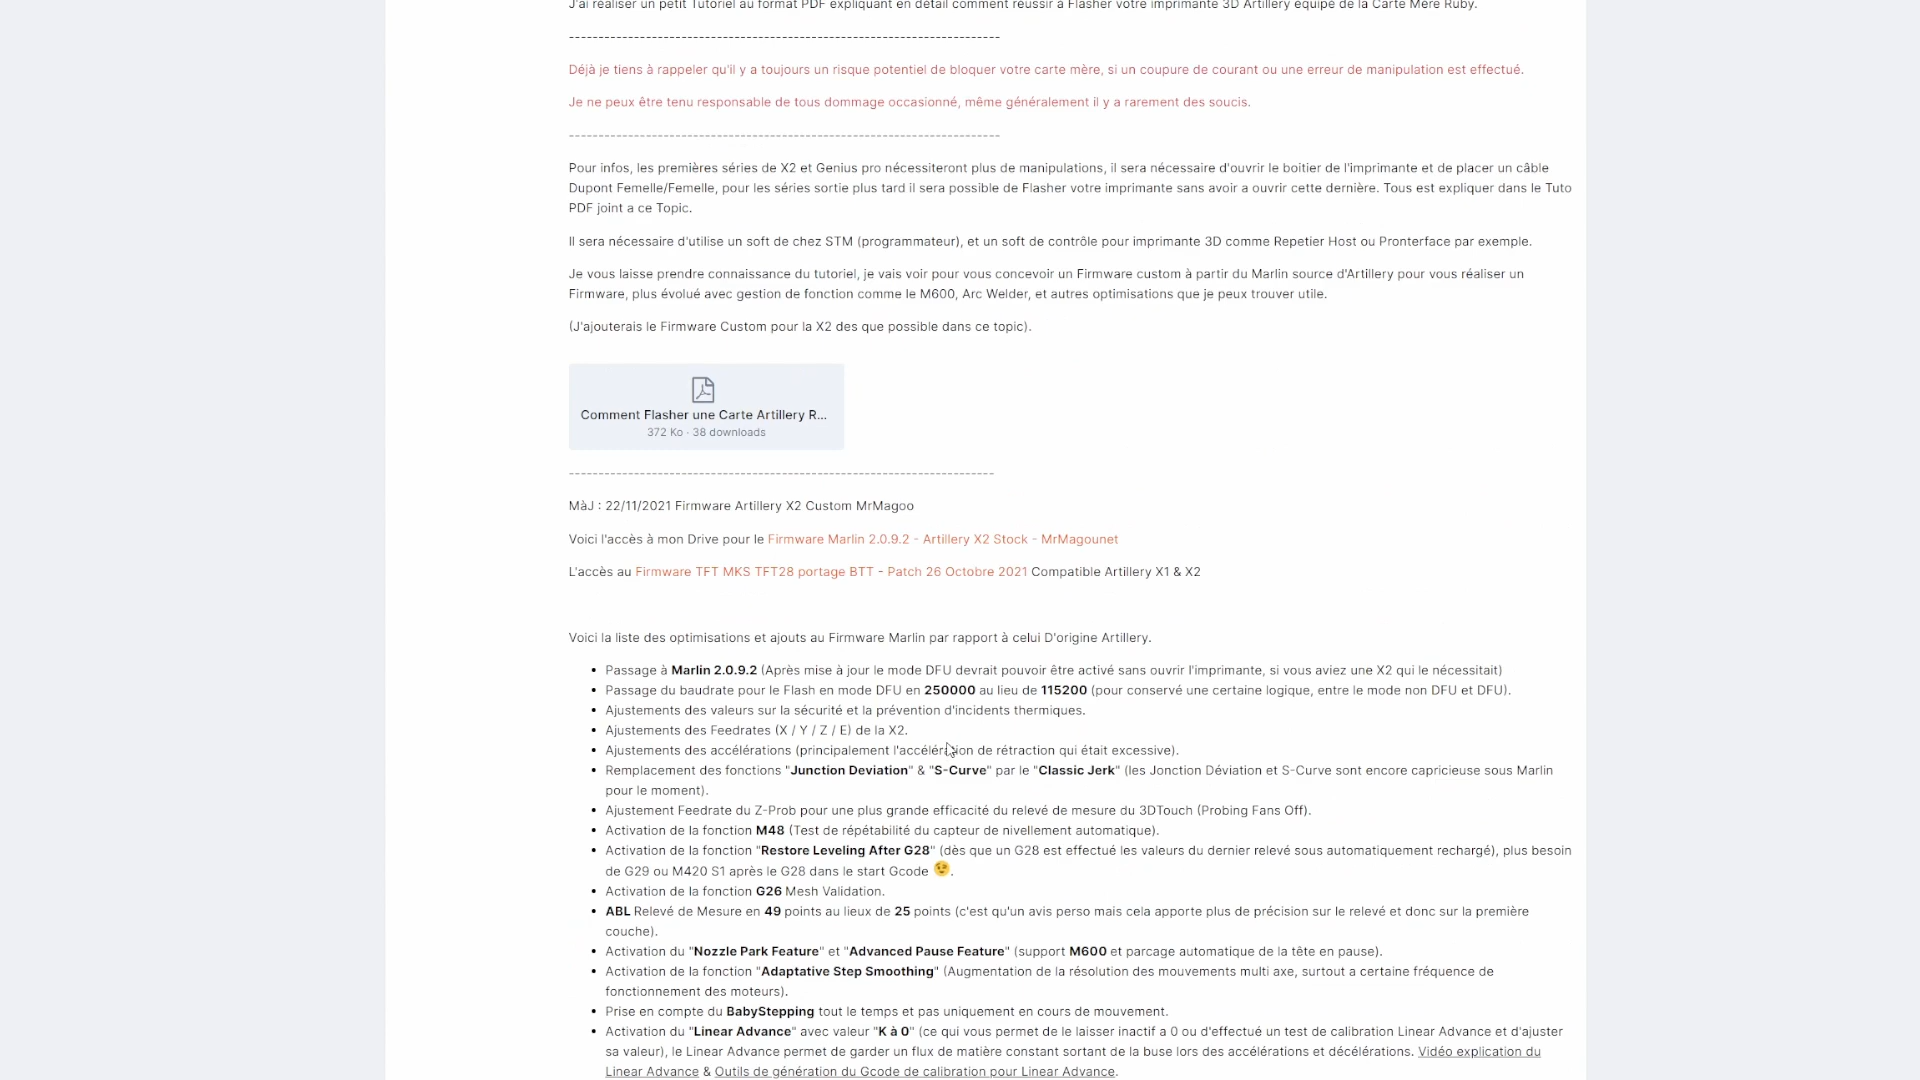 J'ai réaliser un petit Tutoriel au format PDF expliquant en détail comment réussir à Flasher votre imprimante 3D Artillery équipé de la Carte Mère Ruby.
------------------------------------------------------------------------
Déjà je tiens à rappeler qu'il y a toujours un risque potentiel de bloquer votre carte mère, si un coupure de courant ou une erreur de manipulation est effectué.
Je ne peux être tenu responsable de tous dommage occasionné, même généralement il y a rarement des soucis.
------------------------------------------------------------------------
Pour infos, les premières séries de X2 et Genius pro nécessiteront plus de manipulations, il sera nécessaire d'ouvrir le boitier de l'imprimante et de placer un câble
Dupont Femelle/Femelle, pour les séries sortie plus tard il sera possible de Flasher votre imprimante sans avoir a ouvrir cette dernière. Tous est expliquer dans le Tuto
PDF joint a ce Topic.
Il sera nécessaire d'utilise un soft de chez STM (programmateur), et un soft de contrôle pour imprimante 3D comme Repetier Host ou Pronterface par exemple.
Je vous laisse prendre connaissance du tutoriel, je vais voir pour vous concevoir un Firmware custom à partir du Marlin source d'Artillery pour vous réaliser un
Firmware, plus évolué avec gestion de fonction comme le M600, Arc Welder, et autres optimisations que je peux trouver utile.
(J'ajouterais le Firmware Custom pour la X2 des que possible dans ce topic).
Comment Flasher une Carte Artillery R...
372 Ko · 38 downloads
-----------------------------------------------------------------------
MàJ : 22/11/2021 Firmware Artillery X2 Custom MrMagoo
Voici l'accès à mon Drive pour le Firmware Marlin 2.0.9.2 - Artillery X2 Stock - MrMagounet
L'accès au Firmware TFT MKS TFT28 portage BTT - Patch 26 Octobre 2021 Compatible Artillery X1 & X2
Voici la liste des optimisations et ajouts au Firmware Marlin par rapport à celui D'origine Artillery.
• Passage à Marlin 2.0.9.2 (Après mise à jour le mode DFU devrait pouvoir être activé sans ouvrir l'imprimante, si vous aviez une X2 qui le nécessitait)
• Passage du baudrate pour le Flash en mode DFU en 250000 au lieu de 115200 (pour conservé une certaine logique, entre le mode non DFU et DFU).
• Ajustements des valeurs sur la sécurité et la prévention d'incidents thermiques.
• Ajustements des Feedrates (X / Y / Z / E) de la X2.
• Ajustements des accélérations (principalement l'accélération de rétraction qui était excessive).
• Remplacement des fonctions "Junction Deviation" & "S-Curve" par le "Classic Jerk" (les Jonction Déviation et S-Curve sont encore capricieuse sous Marlin
pour le moment).
• Ajustement Feedrate du Z-Prob pour une plus grande efficacité du relevé de mesure du 3DTouch (Probing Fans Off).
• Activation de la fonction M48 (Test de répétabilité du capteur de nivellement automatique).
• Activation de la fonction "Restore Leveling After G28" (dès que un G28 est effectué les valeurs du dernier relevé sous automatiquement rechargé), plus besoin
de G29 ou M420 S1 après le G28 dans le start Gcode 😉.
• Activation de la fonction G26 Mesh Validation.
• ABL Relevé de Mesure en 49 points au lieux de 25 points (c'est qu'un avis perso mais cela apporte plus de précision sur le relevé et donc sur la première
couche).
• Activation du "Nozzle Park Feature" et "Advanced Pause Feature" (support M600 et parcage automatique de la tête en pause).
• Activation de la fonction "Adaptative Step Smoothing" (Augmentation de la résolution des mouvements multi axe, surtout a certaine fréquence de
fonctionnement des moteurs).
• Prise en compte du BabyStepping tout le temps et pas uniquement en cours de mouvement.
• Activation du "Linear Advance" avec valeur "K à 0" (ce qui vous permet de le laisser inactif a 0 ou d'effectué un test de calibration Linear Advance et d'ajuster
sa valeur), le Linear Advance permet de garder un flux de matière constant sortant de la buse lors des accélérations et décélérations. Vidéo explication du
Linear Advance & Outils de génération du Gcode de calibration pour Linear Advance.